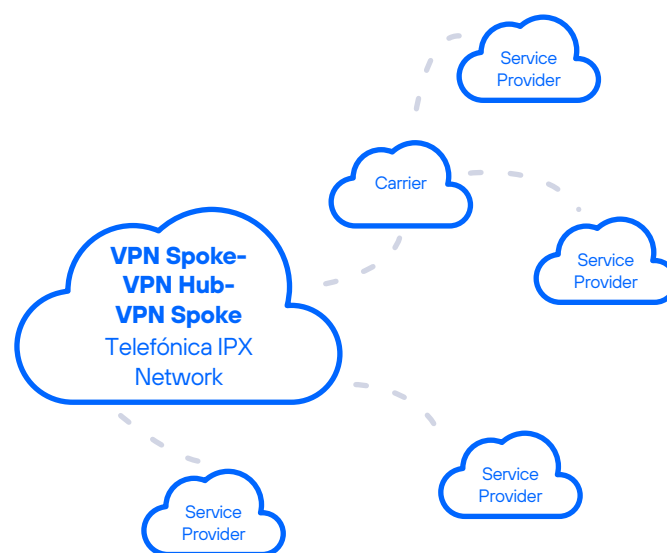 Service
Provider
Carrier
VPN Spoke-
VPN Hub-
VPN Spoke
Telefónica IPX
Network
Service
Provider
Service
Provider
Service
Provider